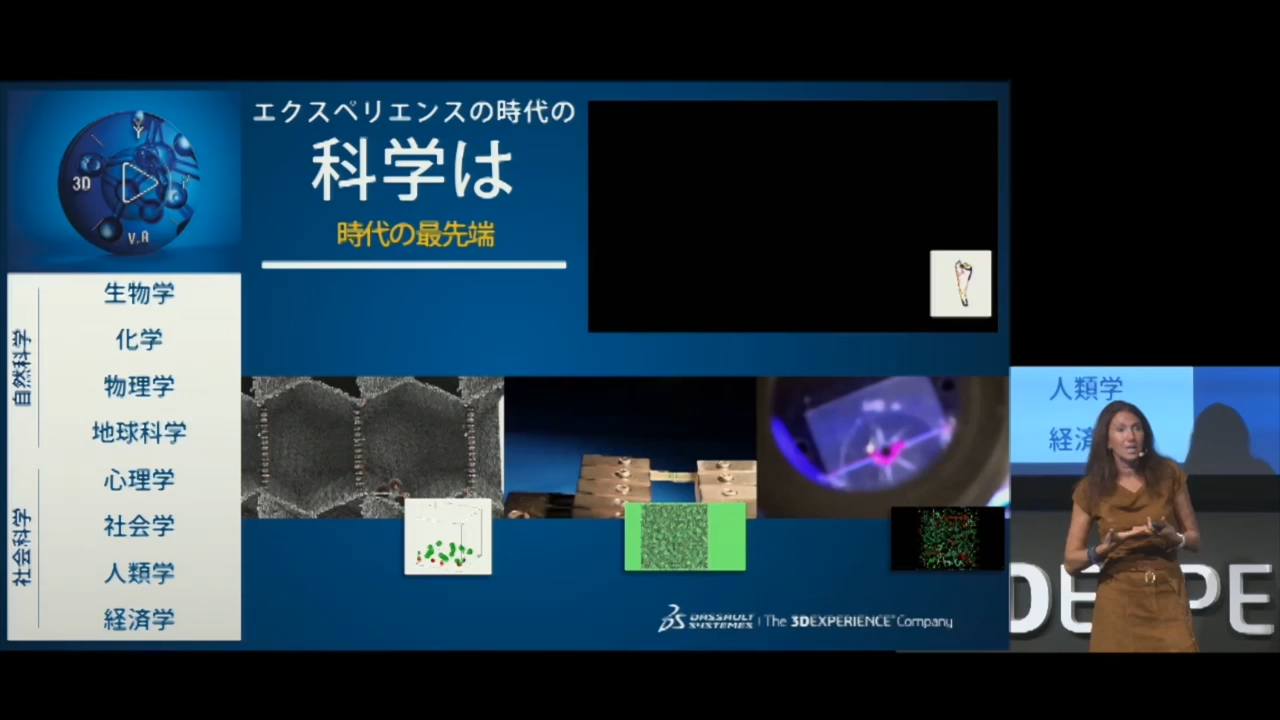 エクスペリエンスの時代の
科学は
時代の最先端
3D
V.R
自然科学
生物学
化学
物理学
地球科学
社会科学
心理学
社会学
人類学
経済学
DASSAULT SYSTEMES | The 3DEXPERIENCE Company
人類学
経済
DE PE